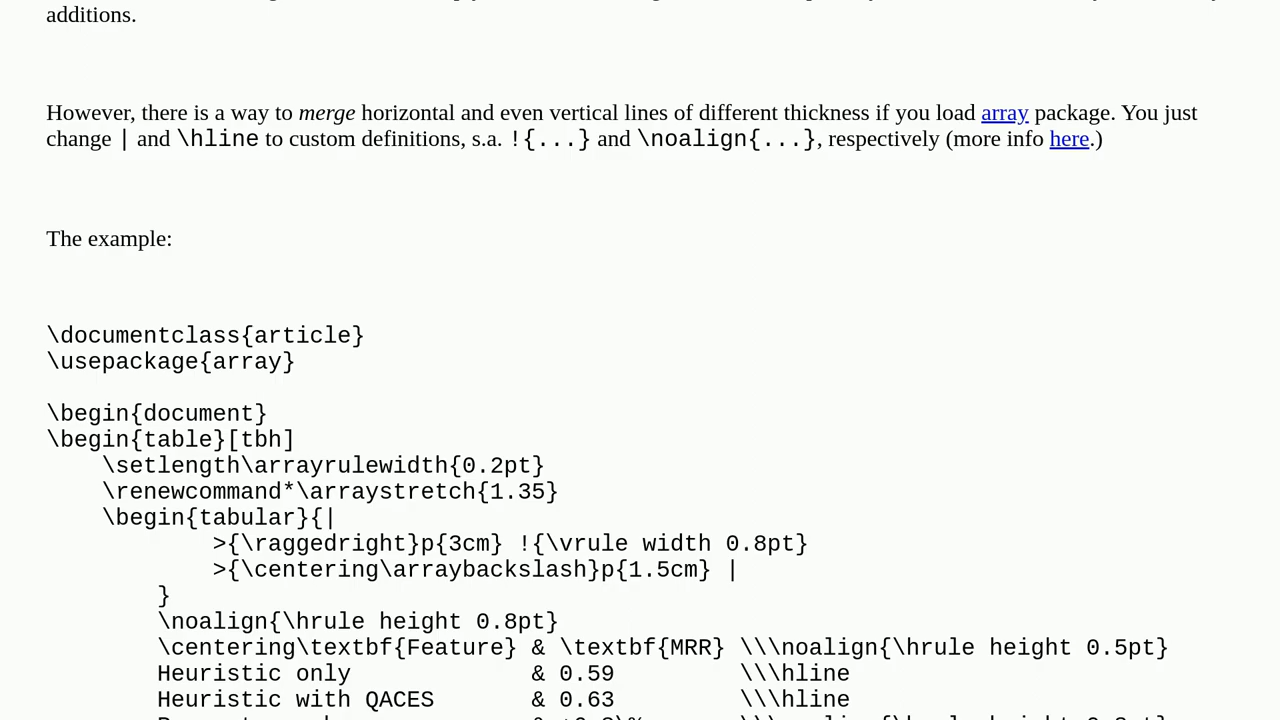 additions.
However, there is a way to merge horizontal and even vertical lines of different thickness if you load array package. You just
change | and \hline to custom definitions, s.a. !{...} and \noalign{...}, respectively (more info here.)
The example:
\documentclass{article}
\usepackage{array}
\begin{document}
\begin{table}[tbh]
    \setlength\arrayrulewidth{0.2pt}
    \renewcommand*\arraystretch{1.35}
    \begin{tabular}{|
            >{\raggedright}p{3cm} !{\vrule width 0.8pt}
            >{\centering\arraybackslash}p{1.5cm} |
        }
        \noalign{\hrule height 0.8pt}
        \centering\textbf{Feature} & \textbf{MRR} \\\noalign{\hrule height 0.5pt}
        Heuristic only             & 0.59         \\\hline
        Heuristic with QACES       & 0.63         \\\hline